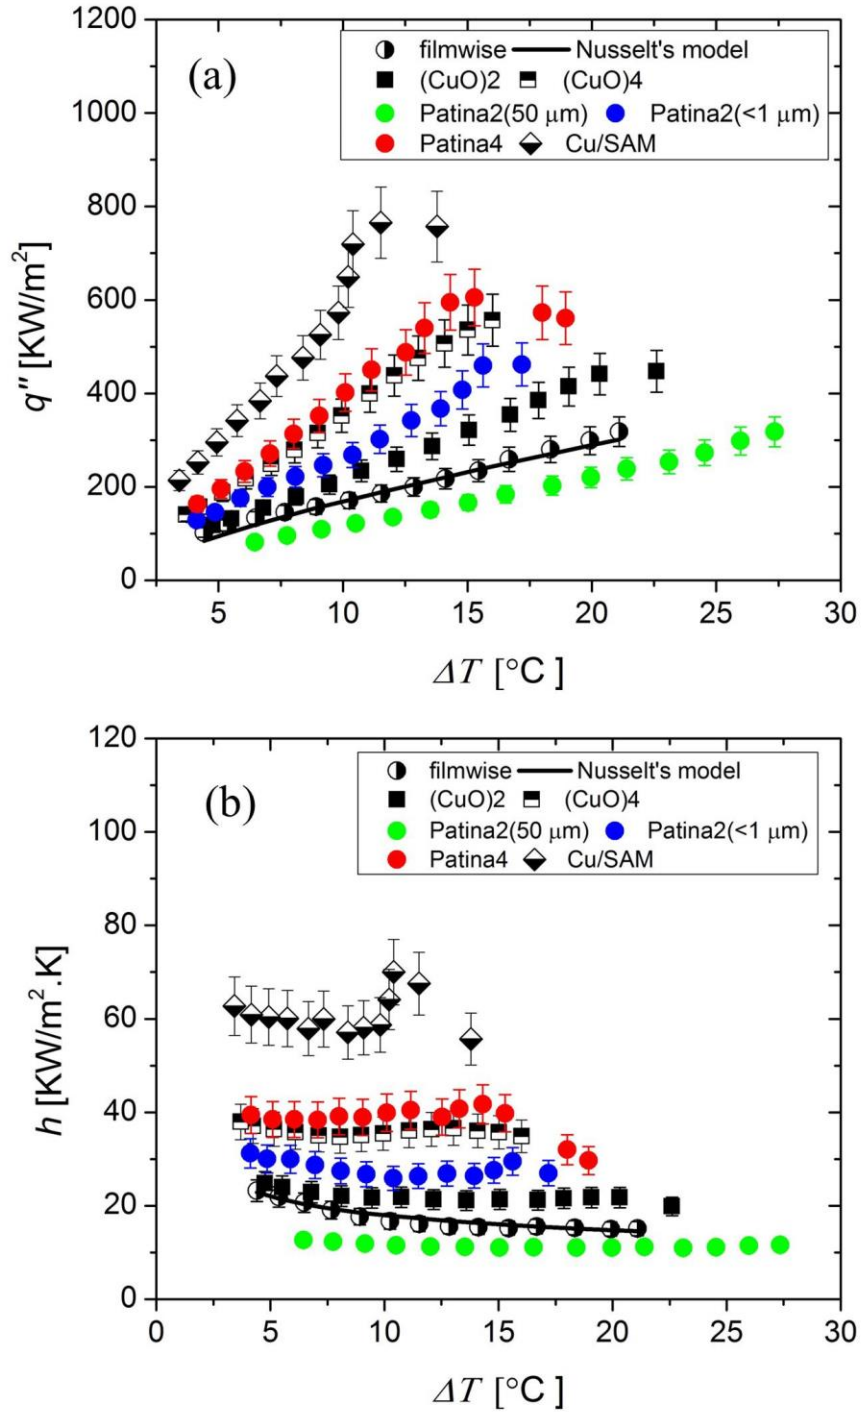 1200
1000
800
600
400
200
0
q″ [KW/m²]
(a)
filmwise Nusselt's model
(CuO)2 (CuO)4
Patina2(50 μm) Patina2(<1 μm)
Patina4 Cu/SAM
5 10 15 20 25 30
ΔT [°C]
120
100
80
60
40
20
0
h [KW/m².K]
(b)
filmwise Nusselt's model
(CuO)2 (CuO)4
Patina2(50 μm) Patina2(<1 μm)
Patina4 Cu/SAM
0 5 10 15 20 25 30
ΔT [°C]